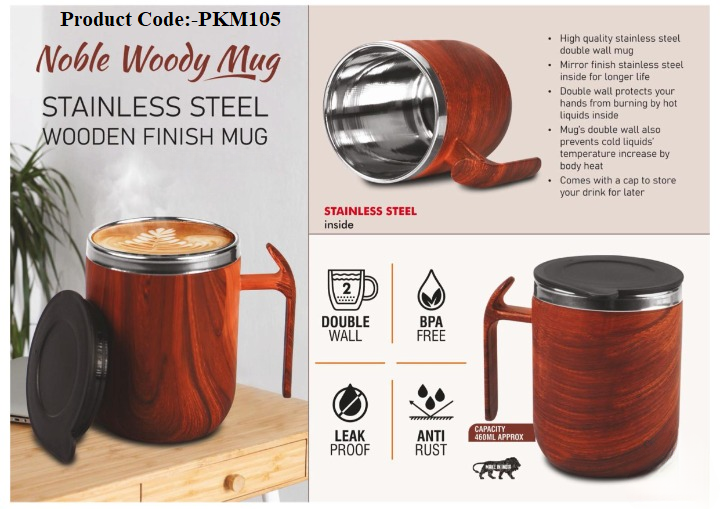 Product Code:-PKM105
Noble Woody Mug
STAINLESS STEEL
WOODEN FINISH MUG
• High quality stainless steel
double wall mug
• Mirror finish stainless steel
inside for longer life
• Double wall protects your
hands from burning by hot
liquids inside
• Mug's double wall also
prevents cold liquids'
temperature increase by
body heat
• Comes with a cap to store
your drink for later
STAINLESS STEEL
inside
2
DOUBLE
WALL
BPA
FREE
LEAK
PROOF
ANTI
RUST
CAPACITY
460ML APPROX
MAKE IN INDIA